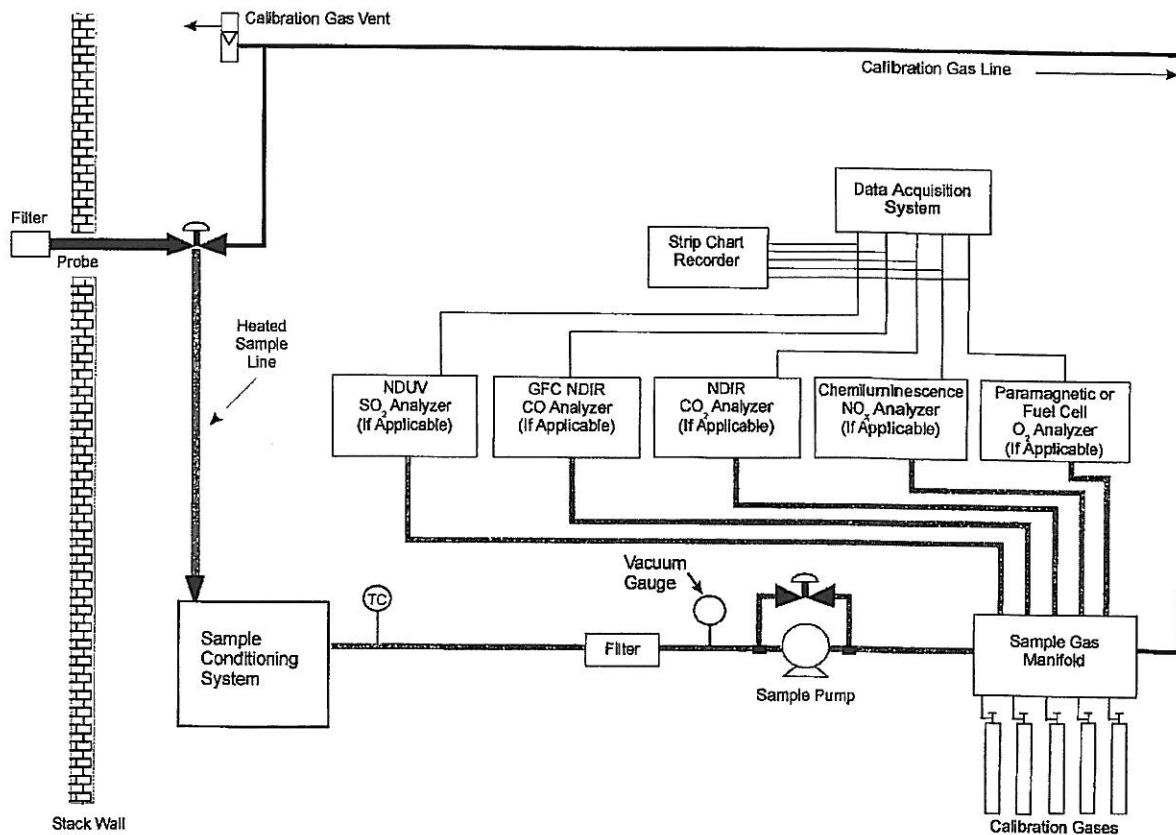 Calibration Gas Vent
Calibration Gas Line
Data Acquisition
System
Filter
Strip Chart
Recorder
Probe
Heated
Sample
Line
NDUV
SO₂ Analyzer
(If Applicable)
GFC NDIR
CO Analyzer
(If Applicable)
NDIR
CO₂ Analyzer
(If Applicable)
Chemiluminescence
NOₓ Analyzer
(If Applicable)
Paramagnetic or
Fuel Cell
O₂ Analyzer
(If Applicable)
Vacuum
Gauge
TC
Sample
Conditioning
System
Filter
Sample Pump
Sample Gas
Manifold
Stack Wall
Calibration Gases